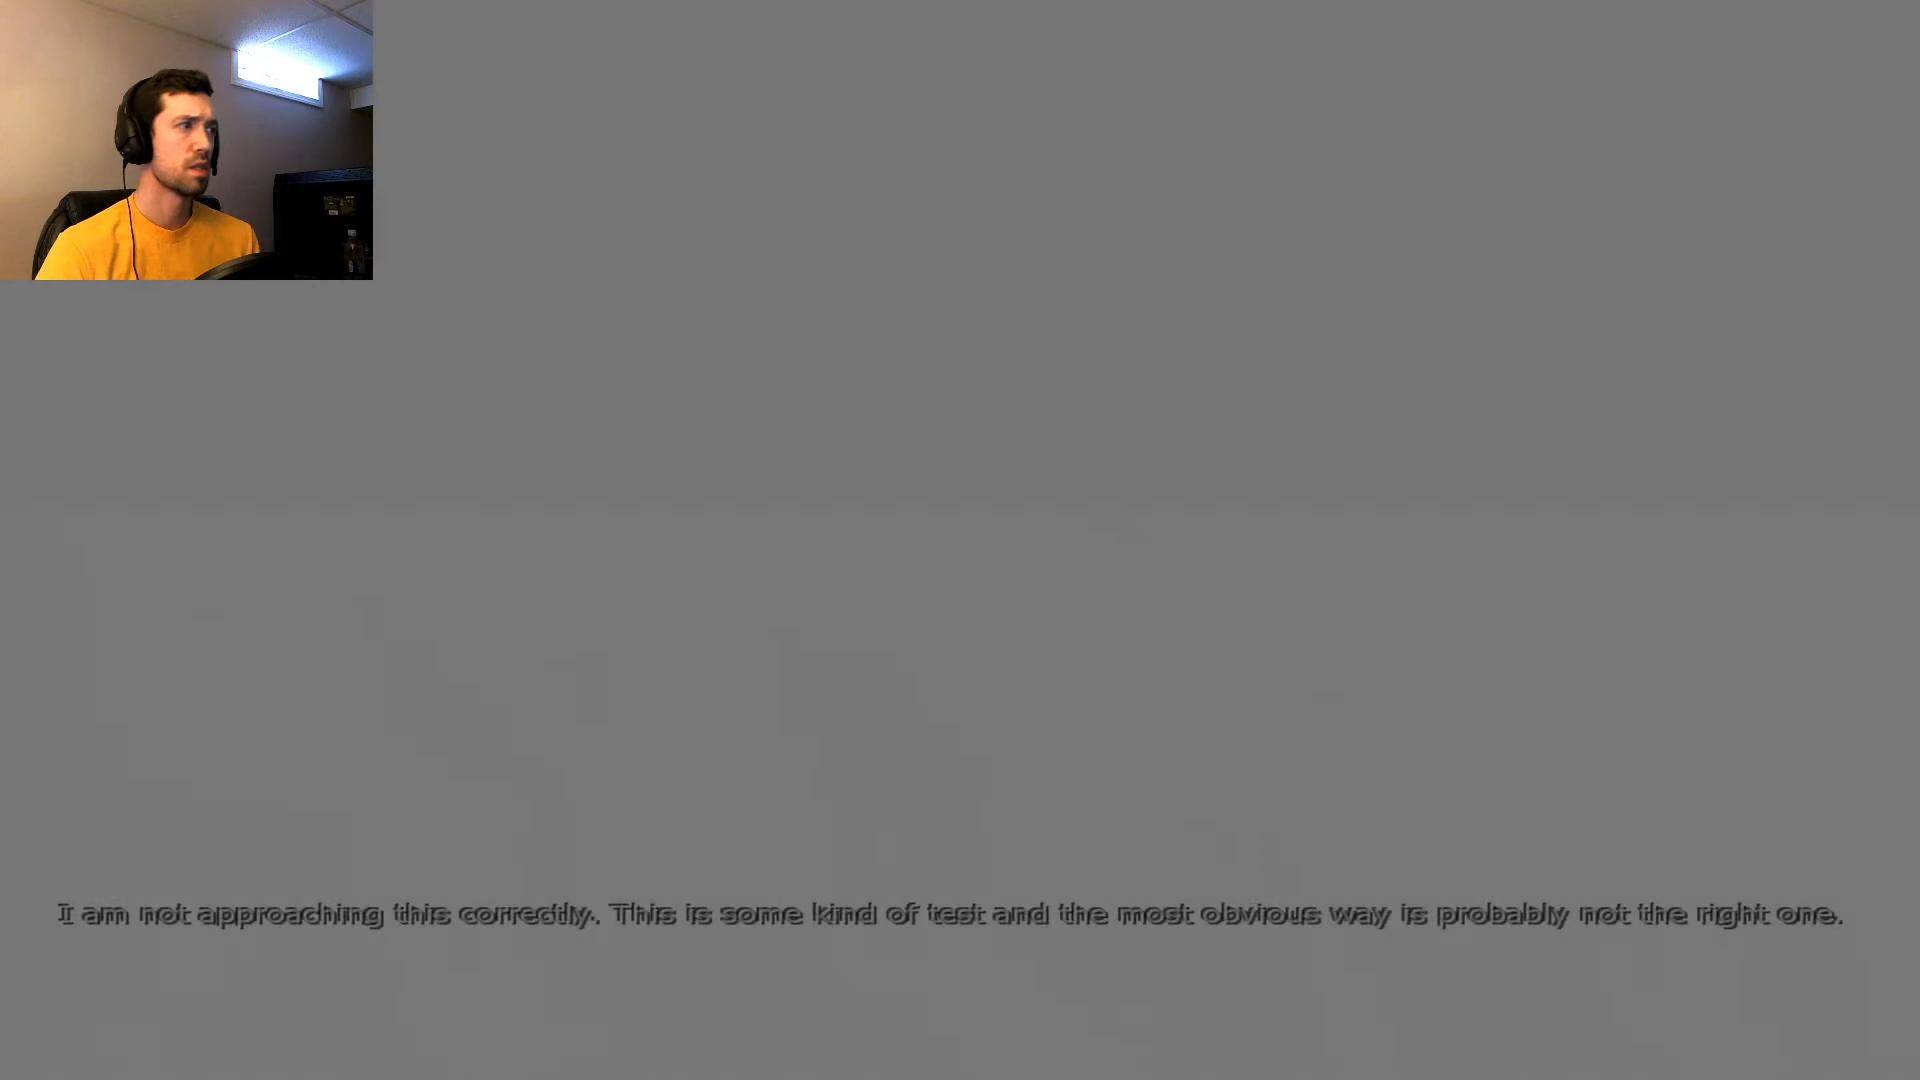 I am not approaching this correctly. This is some kind of test and the most obvious way is probably not the right one.